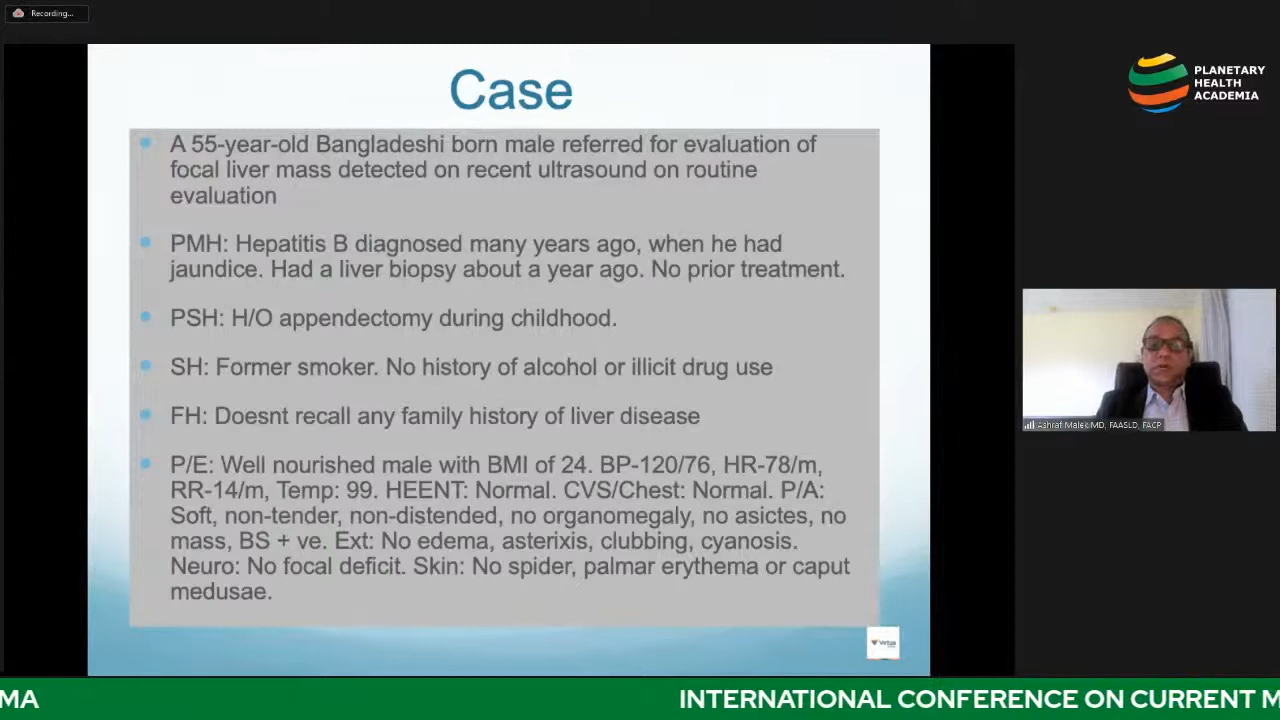 Recording...
PLANETARY
HEALTH
ACADEMIA
Case
A 55-year-old Bangladeshi born male referred for evaluation of
focal liver mass detected on recent ultrasound on routine
evaluation
PMH: Hepatitis B diagnosed many years ago, when he had
jaundice. Had a liver biopsy about a year ago. No prior treatment.
PSH: H/O appendectomy during childhood.
SH: Former smoker. No history of alcohol or illicit drug use
FH: Doesnt recall any family history of liver disease
P/E: Well nourished male with BMI of 24. BP-120/76, HR-78/m,
RR-14/m, Temp: 99. HEENT: Normal. CVS/Chest: Normal. P/A:
Soft, non-tender, non-distended, no organomegaly, no asictes, no
mass, BS + ve. Ext: No edema, asterixis, clubbing, cyanosis.
Neuro: No focal deficit. Skin: No spider, palmar erythema or caput
medusae.
Ashraf Malek MD, FAASLD, FACP
Virtua
MA
INTERNATIONAL CONFERENCE ON CURRENT M